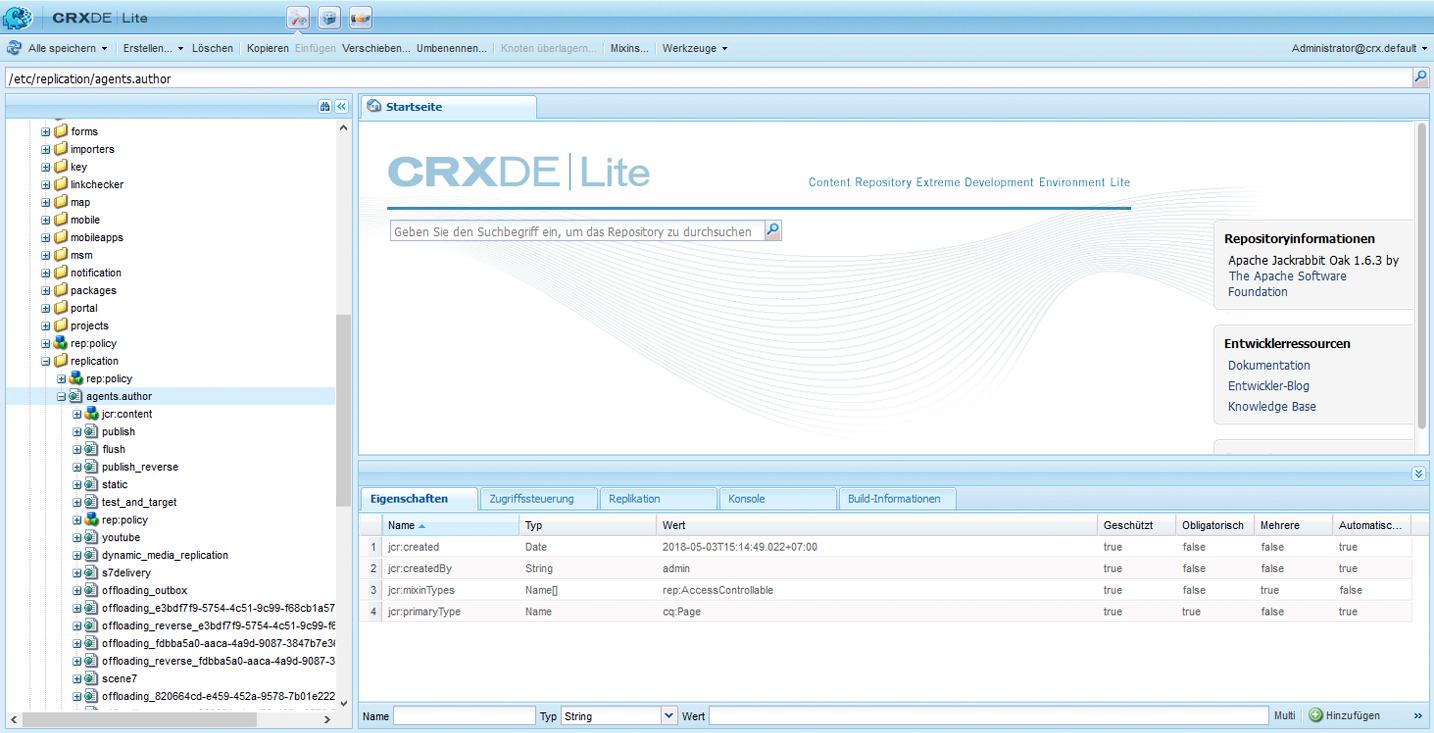 CRXDE | Lite
Alle speichern Erstellen... Löschen Kopieren Einfügen Verschieben... Umbenennen... Knoten überlagern... Mixins... Werkzeuge Administrator@crx.default
/etc/replication/agents.author
forms
importers
key
linkchecker
map
mobile
mobileapps
msm
notification
packages
portal
projects
rep:policy
replication
rep:policy
agents.author
jcr:content
publish
flush
publish_reverse
static
test_and_target
rep:policy
youtube
dynamic_media_replication
s7delivery
offloading_outbox
offloading_e3bdf7f9-5754-4c51-9c99-f68cb1a57
offloading_reverse_e3bdf7f9-5754-4c51-9c99-f6
offloading_fdbba5a0-aaca-4a9d-9087-3847b7e36
offloading_reverse_fdbba5a0-aaca-4a9d-9087-3
scene7
offloading_820664cd-e459-452a-9578-7b01e222
Startseite
CRXDE | Lite
Content Repository Extreme Development Environment Lite
Geben Sie den Suchbegriff ein, um das Repository zu durchsuchen
Repositoryinformationen
Apache Jackrabbit Oak 1.6.3 by
The Apache Software
Foundation
Entwicklerressourcen
Dokumentation
Entwickler-Blog
Knowledge Base
Eigenschaften Zugriffssteuerung Replikation Konsole Build-Informationen
Name Typ Wert Geschützt Obligatorisch Mehrere Automatisc...
1 jcr:created Date 2018-05-03T15:14:49.022+07:00 true false false true
2 jcr:createdBy String admin true false false true
3 jcr:mixinTypes Name[] rep:AccessControllable true false true false
4 jcr:primaryType Name cq:Page true true false true
Name Typ String Wert Multi Hinzufügen »